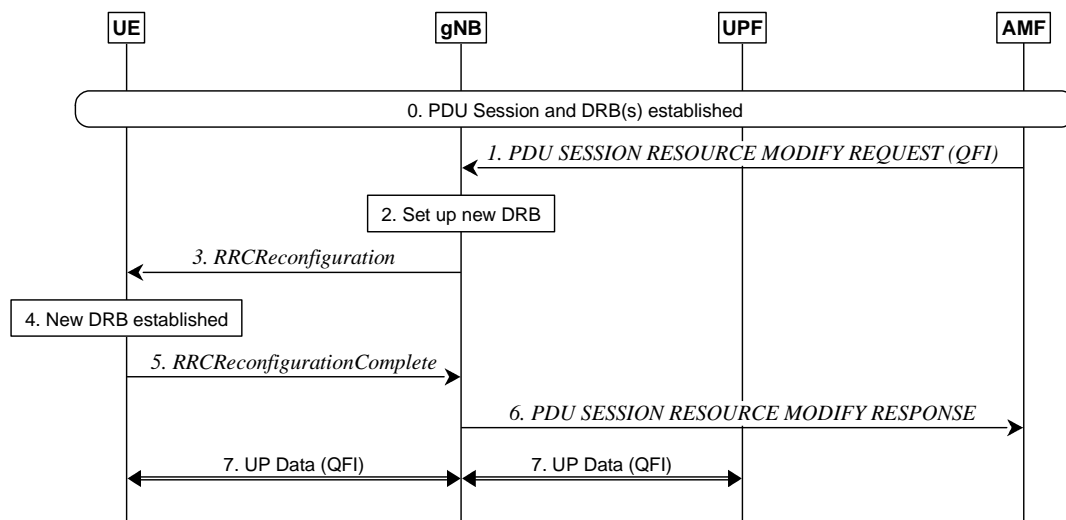 UE
gNB
UPF
AMF
0. PDU Session and DRB(s) established
1. PDU SESSION RESOURCE MODIFY REQUEST (QFI)
2. Set up new DRB
3. RRCReconfiguration
4. New DRB established
5. RRCReconfigurationComplete
6. PDU SESSION RESOURCE MODIFY RESPONSE
7. UP Data (QFI)
7. UP Data (QFI)